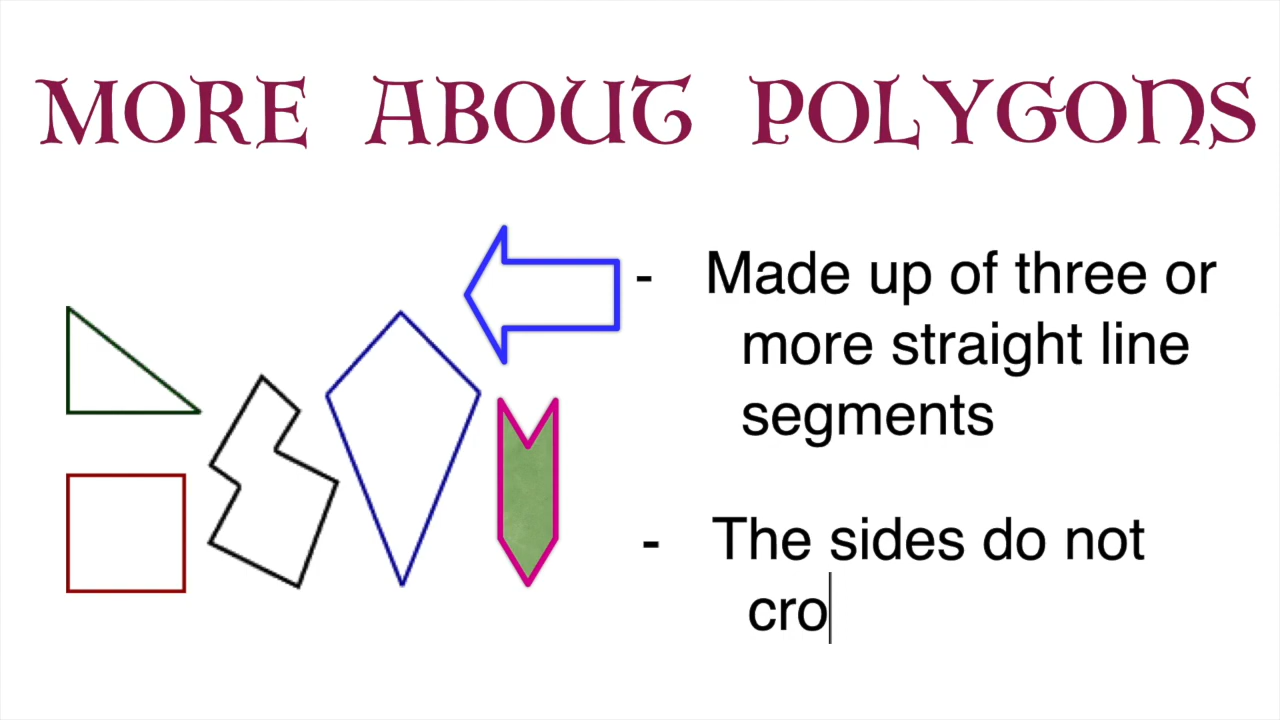 MORE ABOUT POLYGONS
- Made up of three or
more straight line
segments
- The sides do not
cro